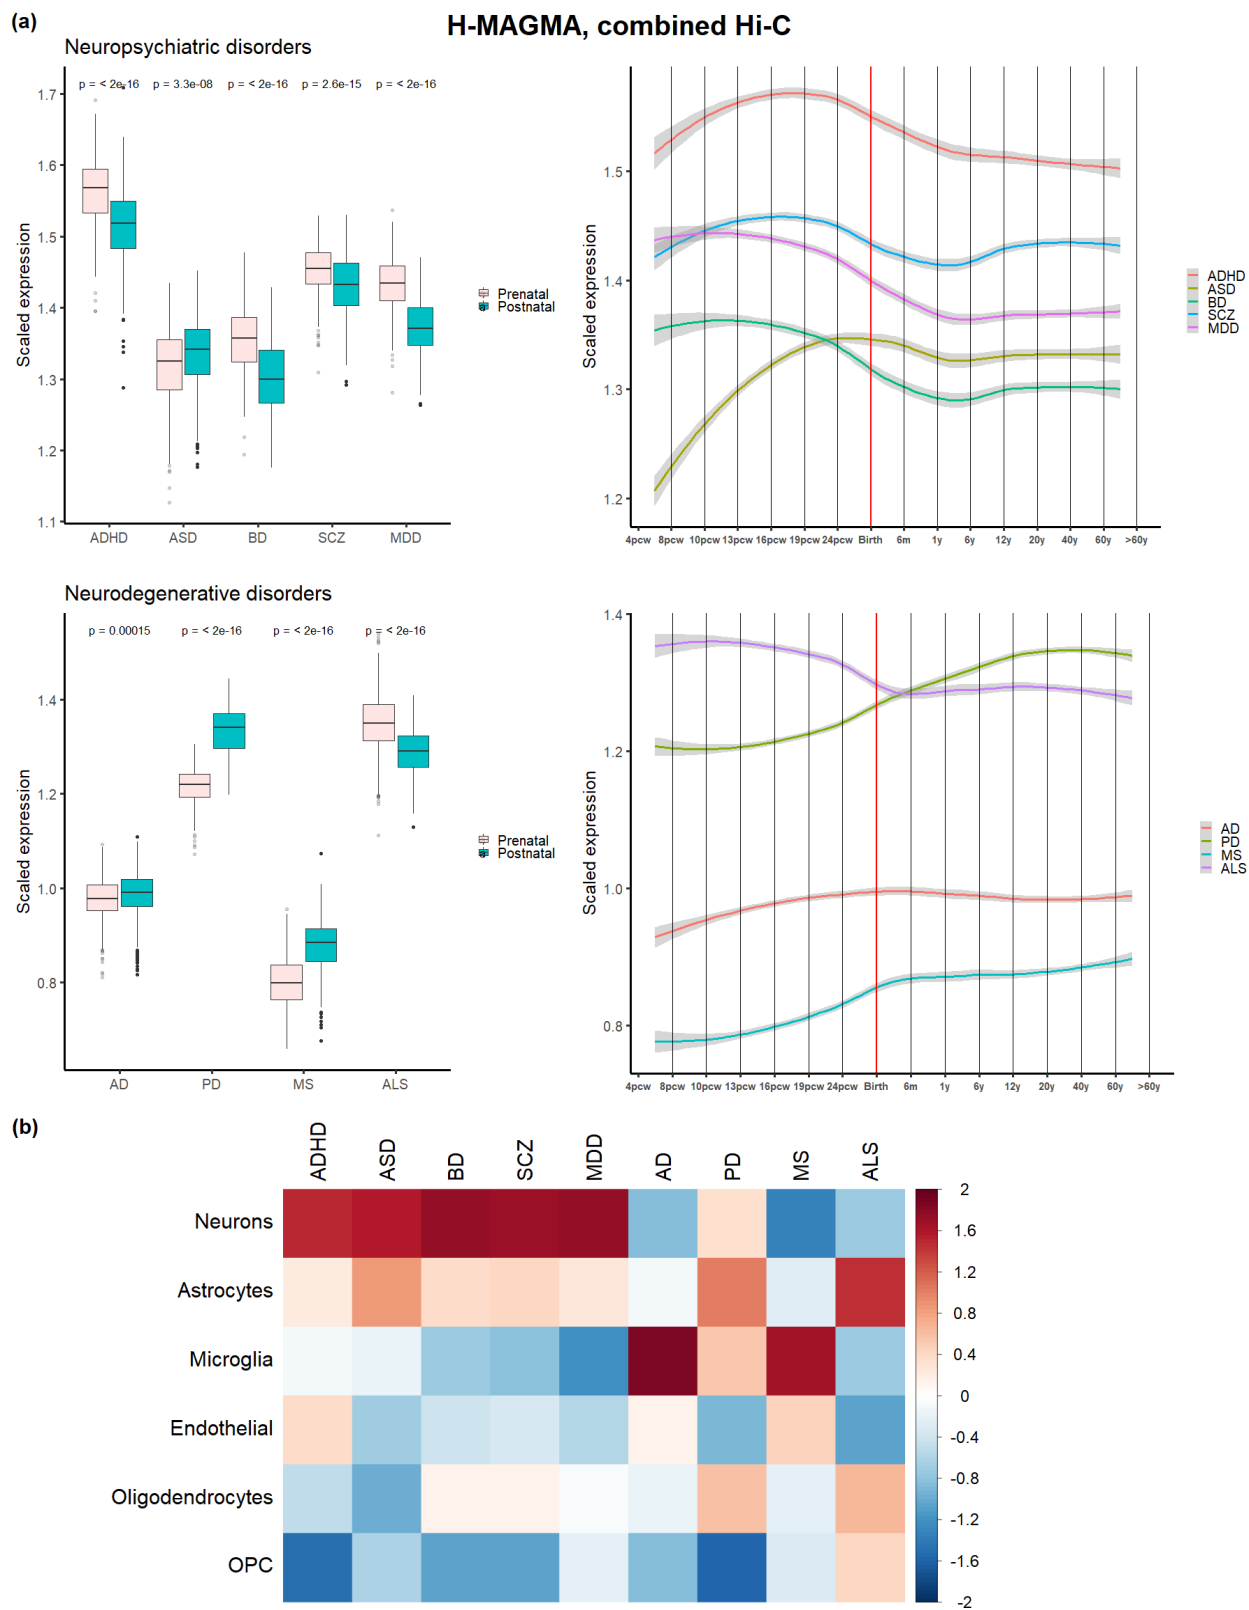 (a)
H-MAGMA, combined Hi-C
Neuropsychiatric disorders
p = < 2e-16 p = 3.3e-08 p = < 2e-16 p = 2.6e-15 p = < 2e-16
Scaled expression
1.7
1.6
1.5
1.4
1.3
1.2
1.1
ADHD ASD BD SCZ MDD
Prenatal
Postnatal
Scaled expression
1.5
1.4
1.3
1.2
4pcw 8pcw 10pcw 13pcw 16pcw 19pcw 24pcw Birth 6m 1y 6y 12y 20y 40y 60y >60y
ADHD
ASD
BD
SCZ
MDD
Neurodegenerative disorders
p = 0.00015 p = < 2e-16 p = < 2e-16 p = < 2e-16
Scaled expression
1.4
1.2
1.0
0.8
AD PD MS ALS
Prenatal
Postnatal
Scaled expression
1.4
1.2
1.0
0.8
4pcw 8pcw 10pcw 13pcw 16pcw 19pcw 24pcw Birth 6m 1y 6y 12y 20y 40y 60y >60y
AD
PD
MS
ALS
(b)
ADHD ASD BD SCZ MDD AD PD MS ALS
Neurons
Astrocytes
Microglia
Endothelial
Oligodendrocytes
OPC
2
1.6
1.2
0.8
0.4
0
-0.4
-0.8
-1.2
-1.6
-2